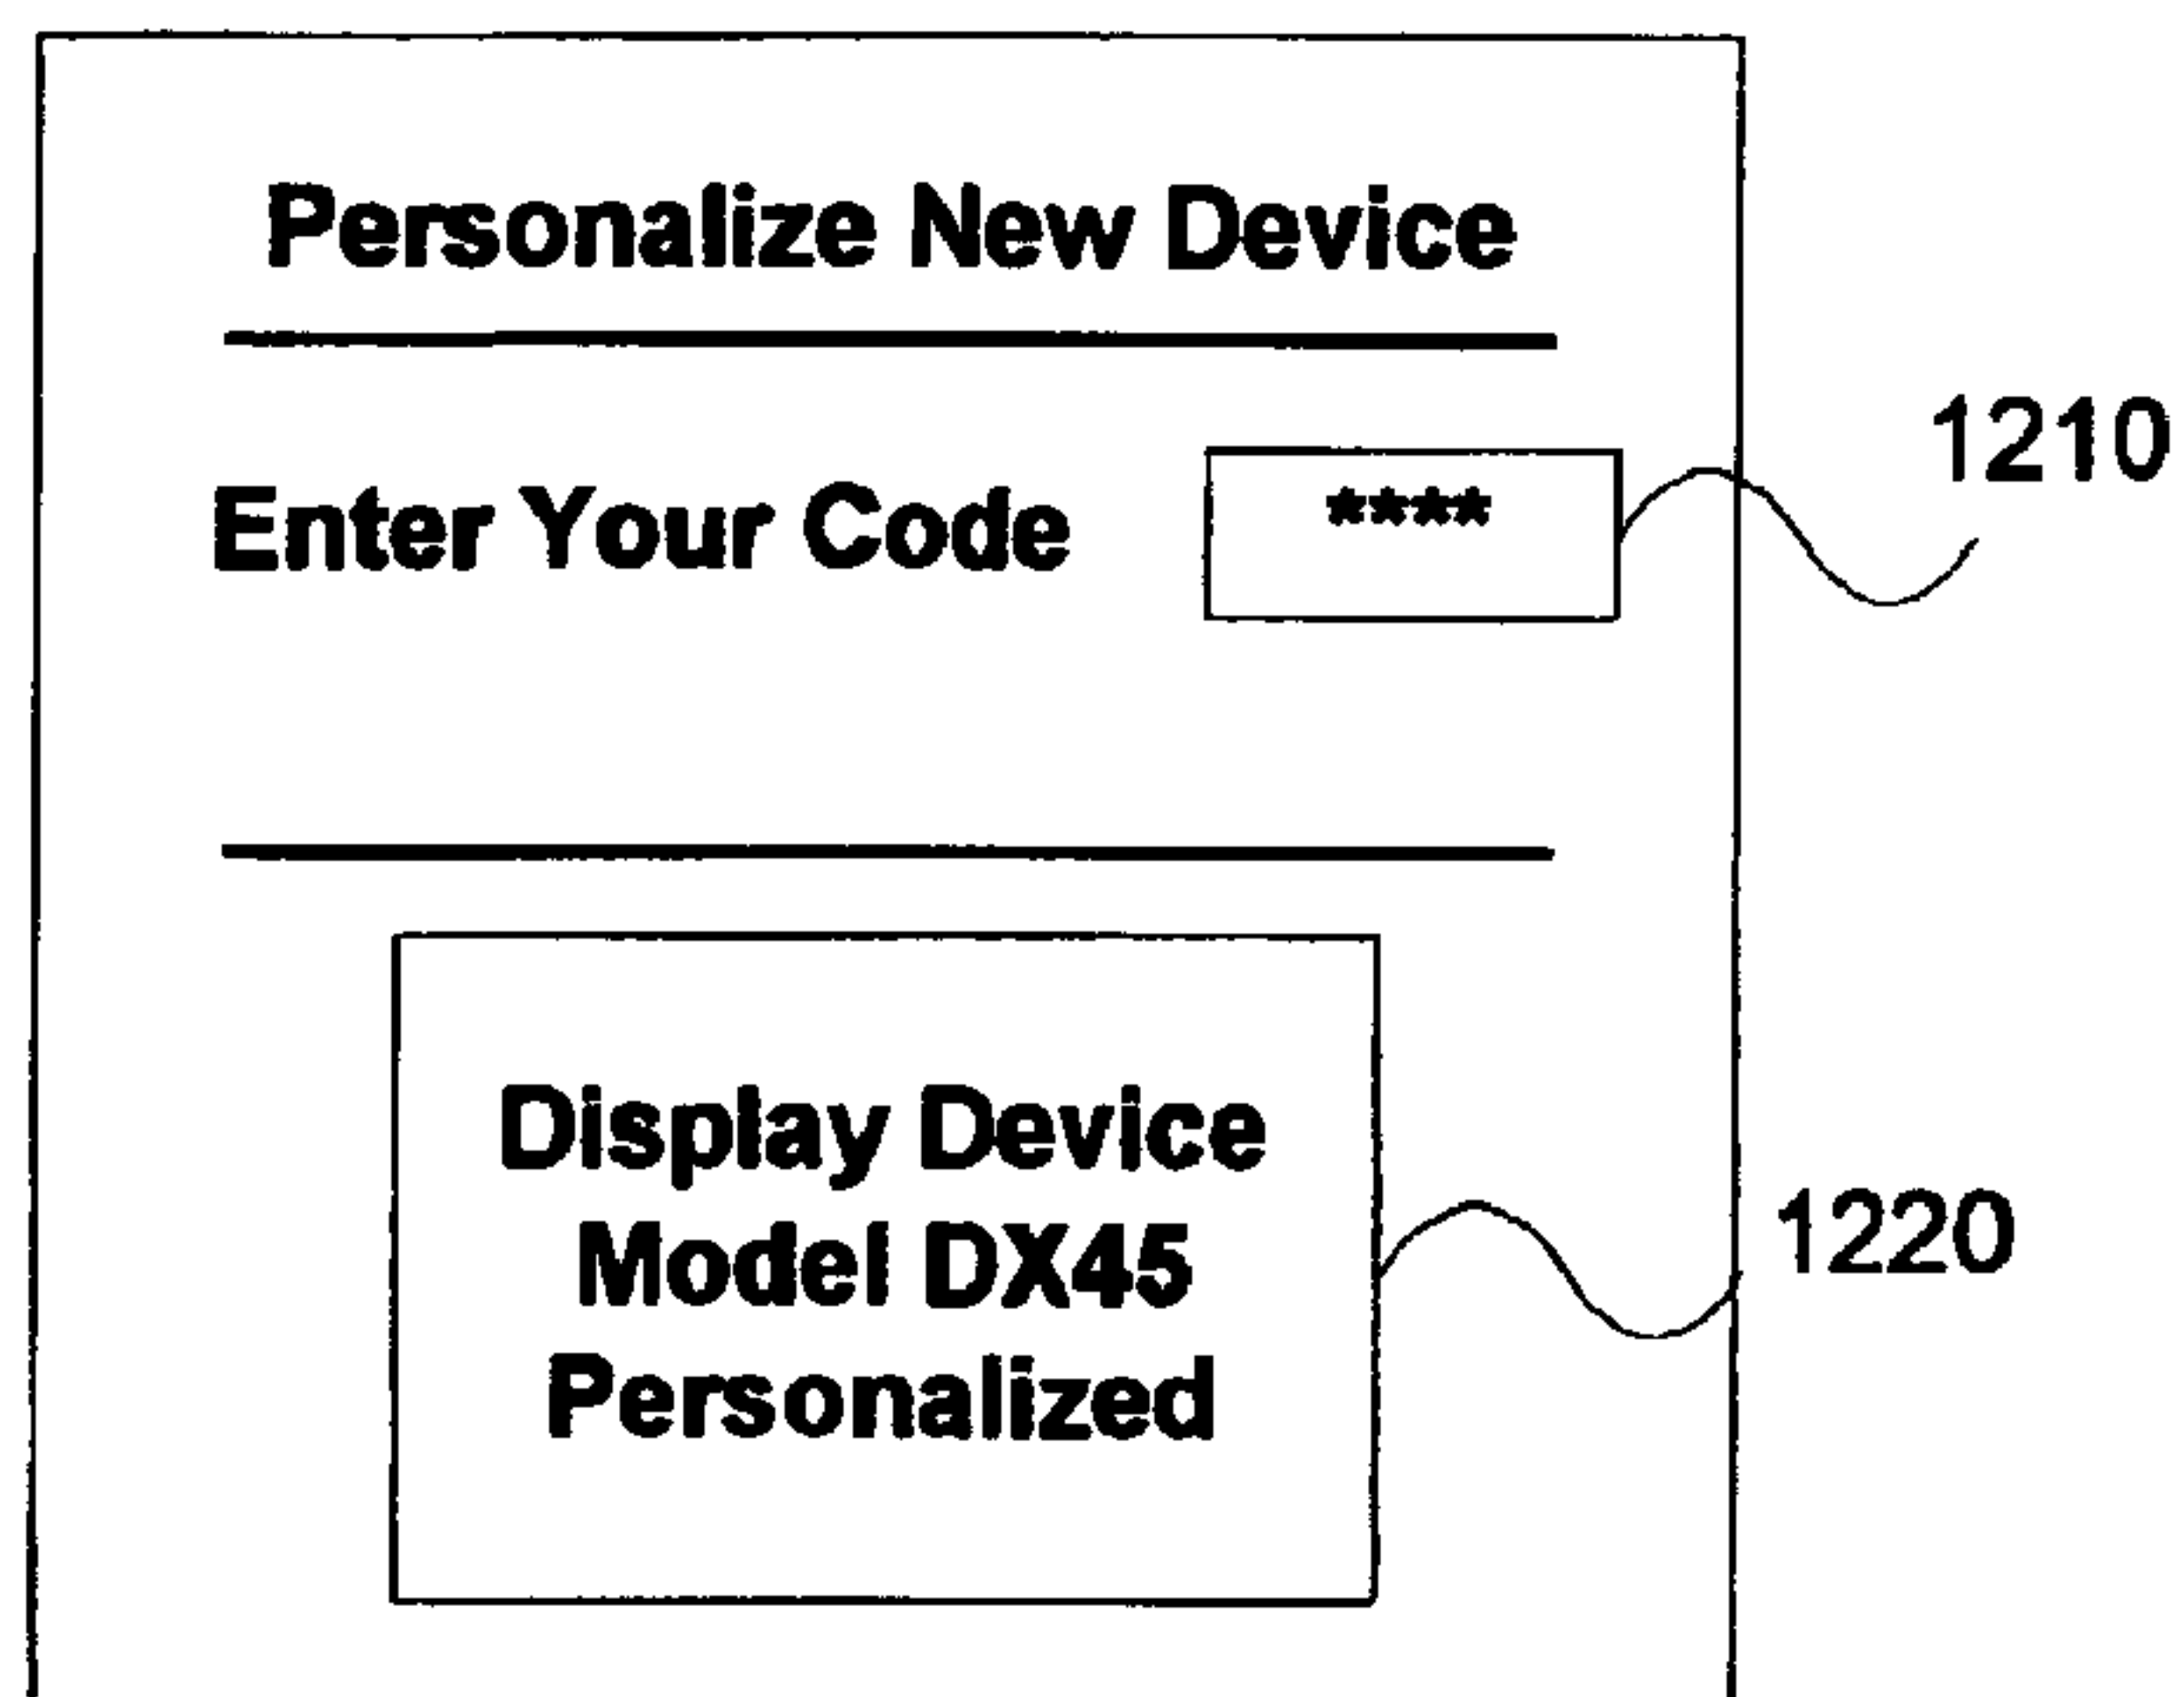 Personalize New Device
1210
Enter Your Code ****
Display Device
Model DX45
1220
Personalized